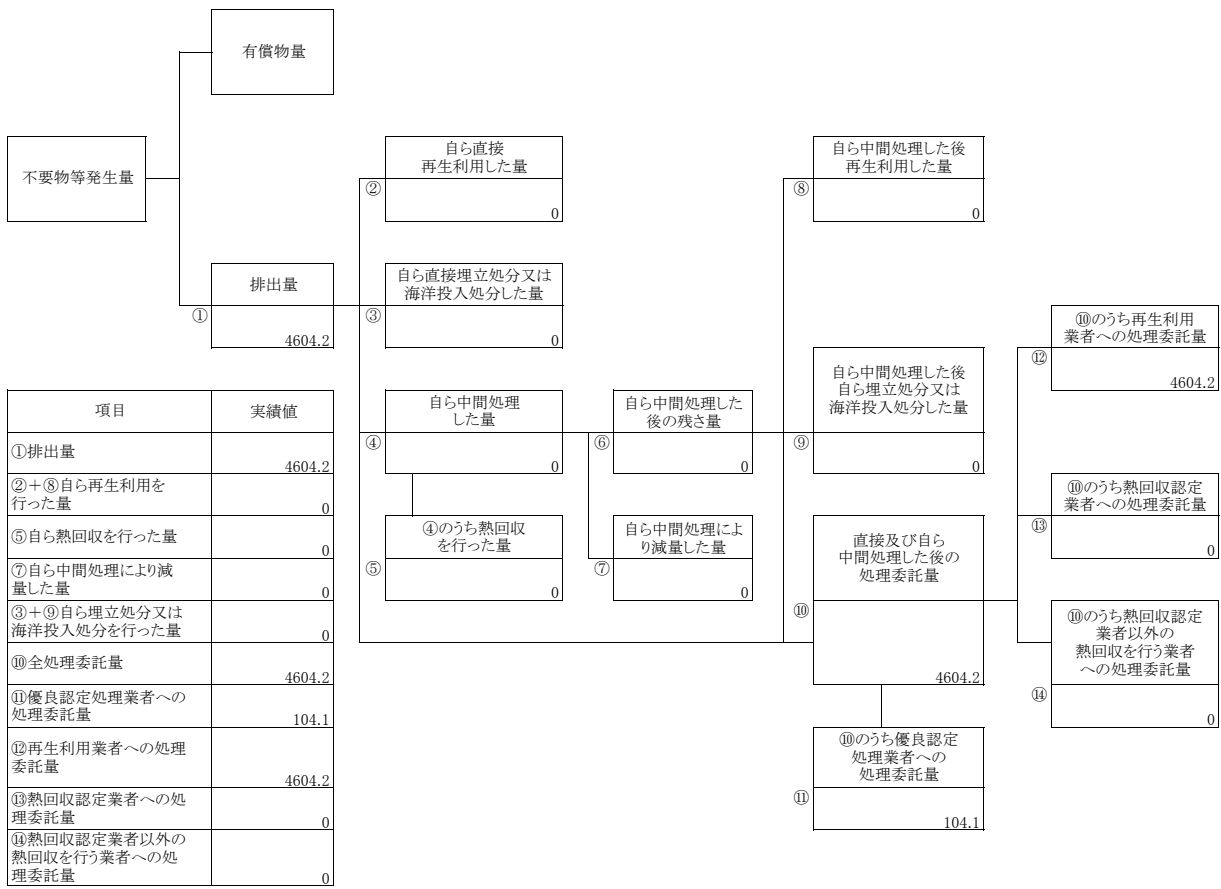 有償物量
不要物等発生量
自ら直接
再生利用した量
②
0
自ら中間処理した後
再生利用した量
⑧
0
排出量
①
4604.2
自ら直接埋立処分又は
海洋投入処分した量
③
0
⑩のうち再生利用
業者への処理委託量
⑫
4604.2
自ら中間処理
した量
④
0
自ら中間処理した
後の残さ量
⑥
0
自ら中間処理した後
自ら埋立処分又は
海洋投入処分した量
⑨
0
⑩のうち熱回収認定
業者への処理委託量
⑬
0
④のうち熱回収
を行った量
⑤
0
自ら中間処理によ
り減量した量
⑦
0
直接及び自ら
中間処理した後の
処理委託量
⑩
4604.2
⑩のうち熱回収認定
業者以外の
熱回収を行う業者
への処理委託量
⑭
0
⑩のうち優良認定
処理業者への
処理委託量
⑪
104.1
項目 実績値
①排出量
4604.2
②+⑧自ら再生利用を
行った量
0
⑤自ら熱回収を行った量
0
⑦自ら中間処理により減
量した量
0
③+⑨自ら埋立処分又は
海洋投入処分を行った量
0
⑩全処理委託量
4604.2
⑪優良認定処理業者への
処理委託量
104.1
⑫再生利用業者への処理
委託量
4604.2
⑬熱回収認定業者への処
理委託量
0
⑭熱回収認定業者以外の
熱回収を行う業者への処
理委託量
0